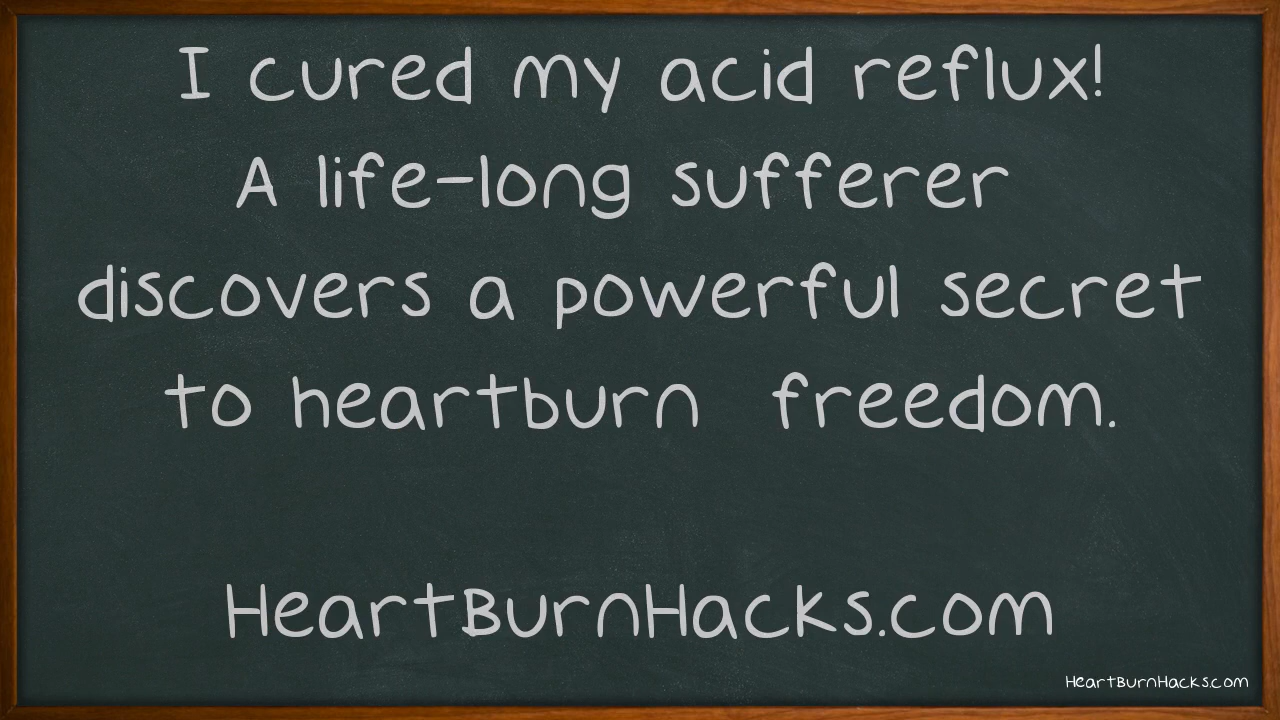 I cured my acid reflux!
A life-long sufferer
discovers a powerful secret
to heartburn  freedom.
HeartBurnHacks.com
HeartBurnHacks.com